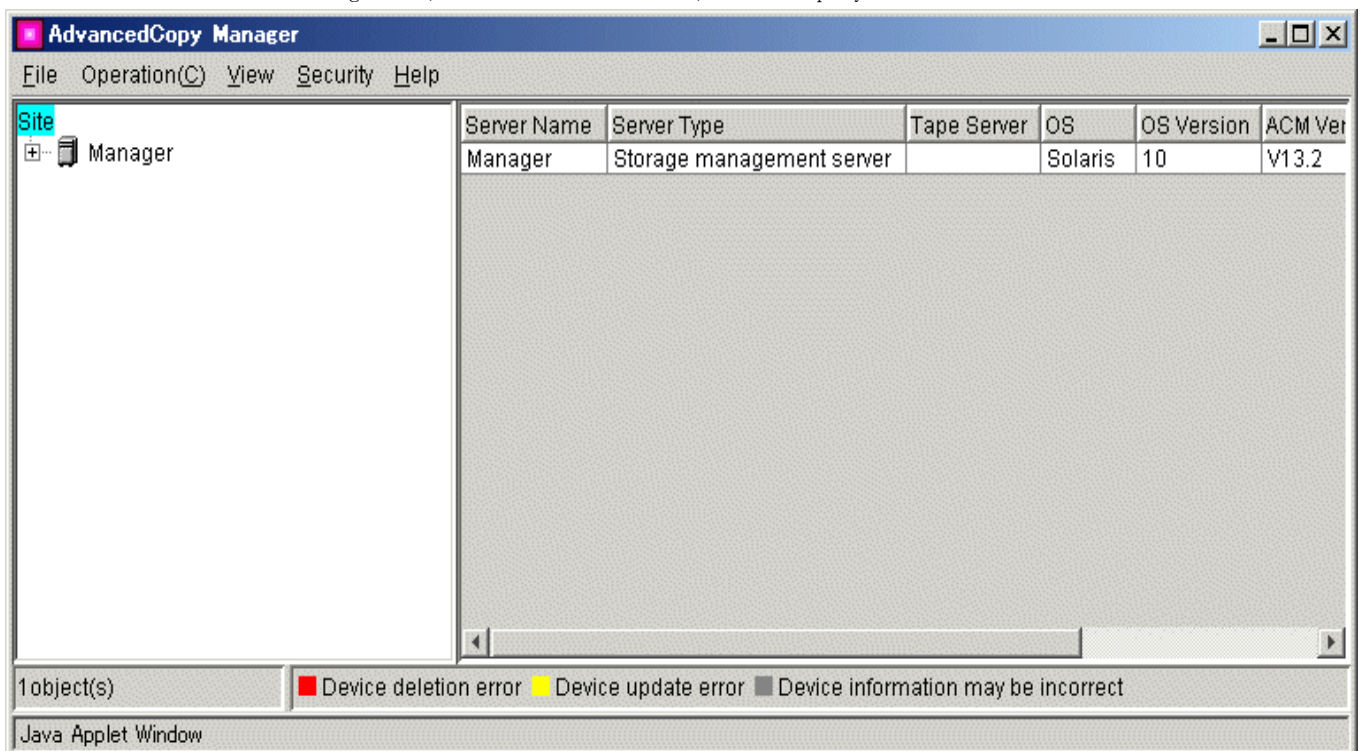 AdvancedCopy Manager
File Operation(C) View Security Help
Site
Manager
Server Name Server Type Tape Server OS OS Version ACM Ver
Manager Storage management server Solaris 10 V13.2
1object(s) Device deletion error Device update error Device information may be incorrect
Java Applet Window